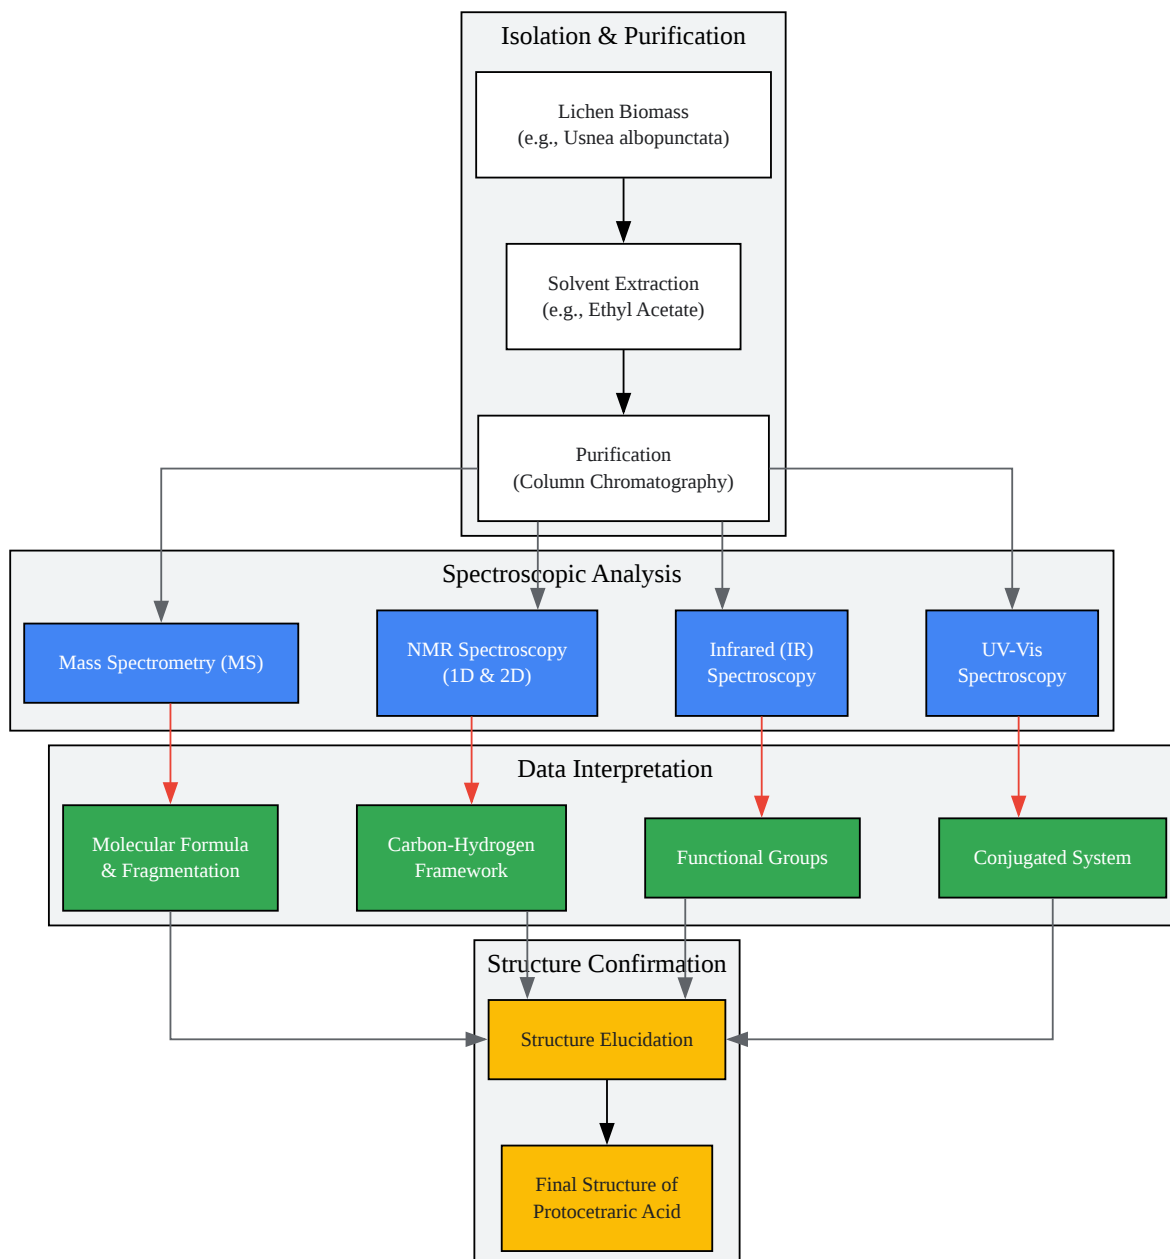 Isolation & Purification
Lichen Biomass
(e.g., Usnea albopunctata)
Solvent Extraction
(e.g., Ethyl Acetate)
Purification
(Column Chromatography)
Spectroscopic Analysis
Mass Spectrometry (MS)
NMR Spectroscopy
(1D & 2D)
Infrared (IR)
Spectroscopy
UV-Vis
Spectroscopy
Data Interpretation
Molecular Formula
& Fragmentation
Carbon-Hydrogen
Framework
Functional Groups
Conjugated System
Structure Confirmation
Structure Elucidation
Final Structure of
Protocetraric Acid